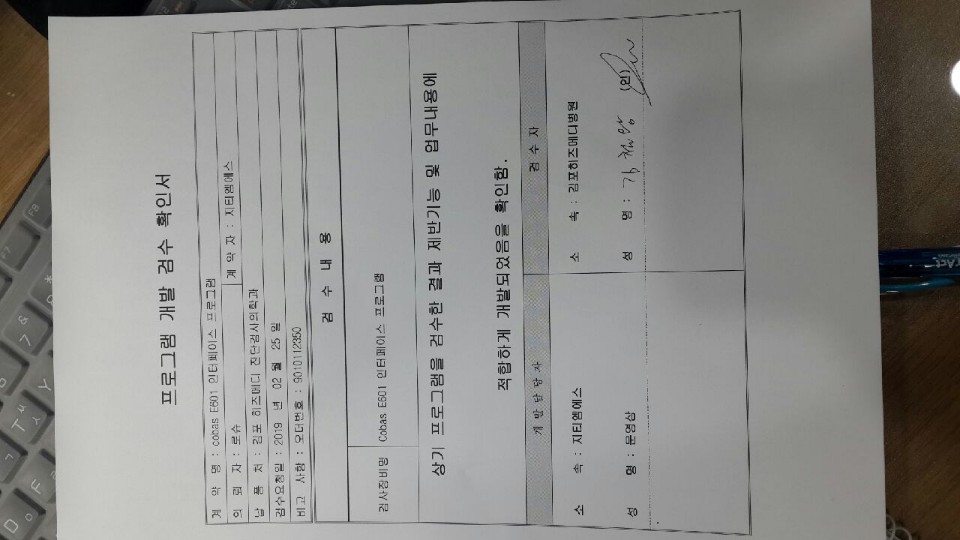 프로그램 개발 검수 확인서
계 약 명 : cobas E601 인터페이스 프로그램
의 뢰 자 : 로슈 계 약 자 : 지티엠에스
납 품 처 : 김포 히즈메디 진단검사의학과
검수요청일 : 2019 년 02 월 25 일
비고 사항 : 오더번호 : 9010112350
검 수 내 용
검사장비명 Cobas E601 인터페이스 프로그램
상기 프로그램을 검수한 결과 제반기능 및 업무내용에
적합하게 개발되었음을 확인함.
개발담당자 검수자
소 속 : 지티엠에스 소 속 : 김포히즈메디병원
성 명 : 문영삼 성 명 : 김 (인)